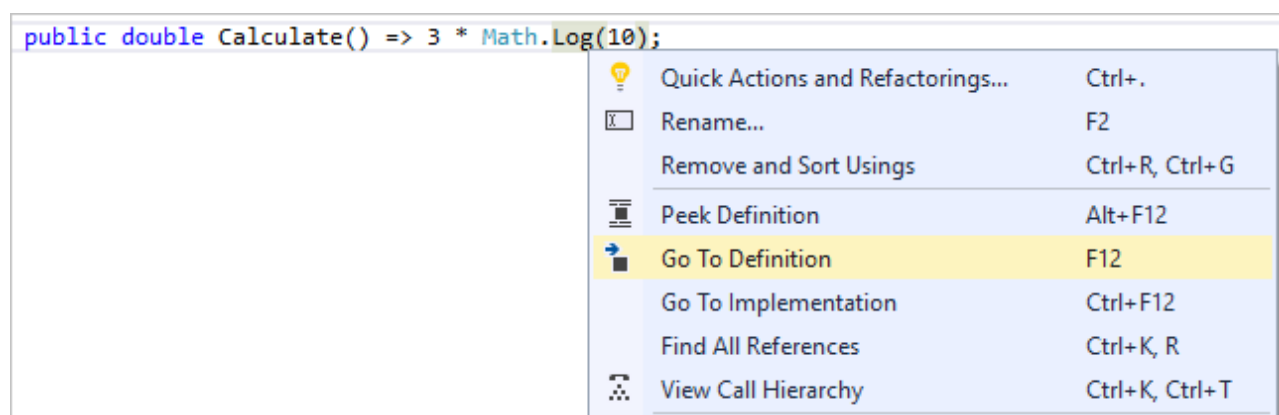 public double Calculate() => 3 * Math.Log(10);
Quick Actions and Refactorings... Ctrl+.
Rename... F2
Remove and Sort Usings Ctrl+R, Ctrl+G
Peek Definition Alt+F12
Go To Definition F12
Go To Implementation Ctrl+F12
Find All References Ctrl+K, R
View Call Hierarchy Ctrl+K, Ctrl+T